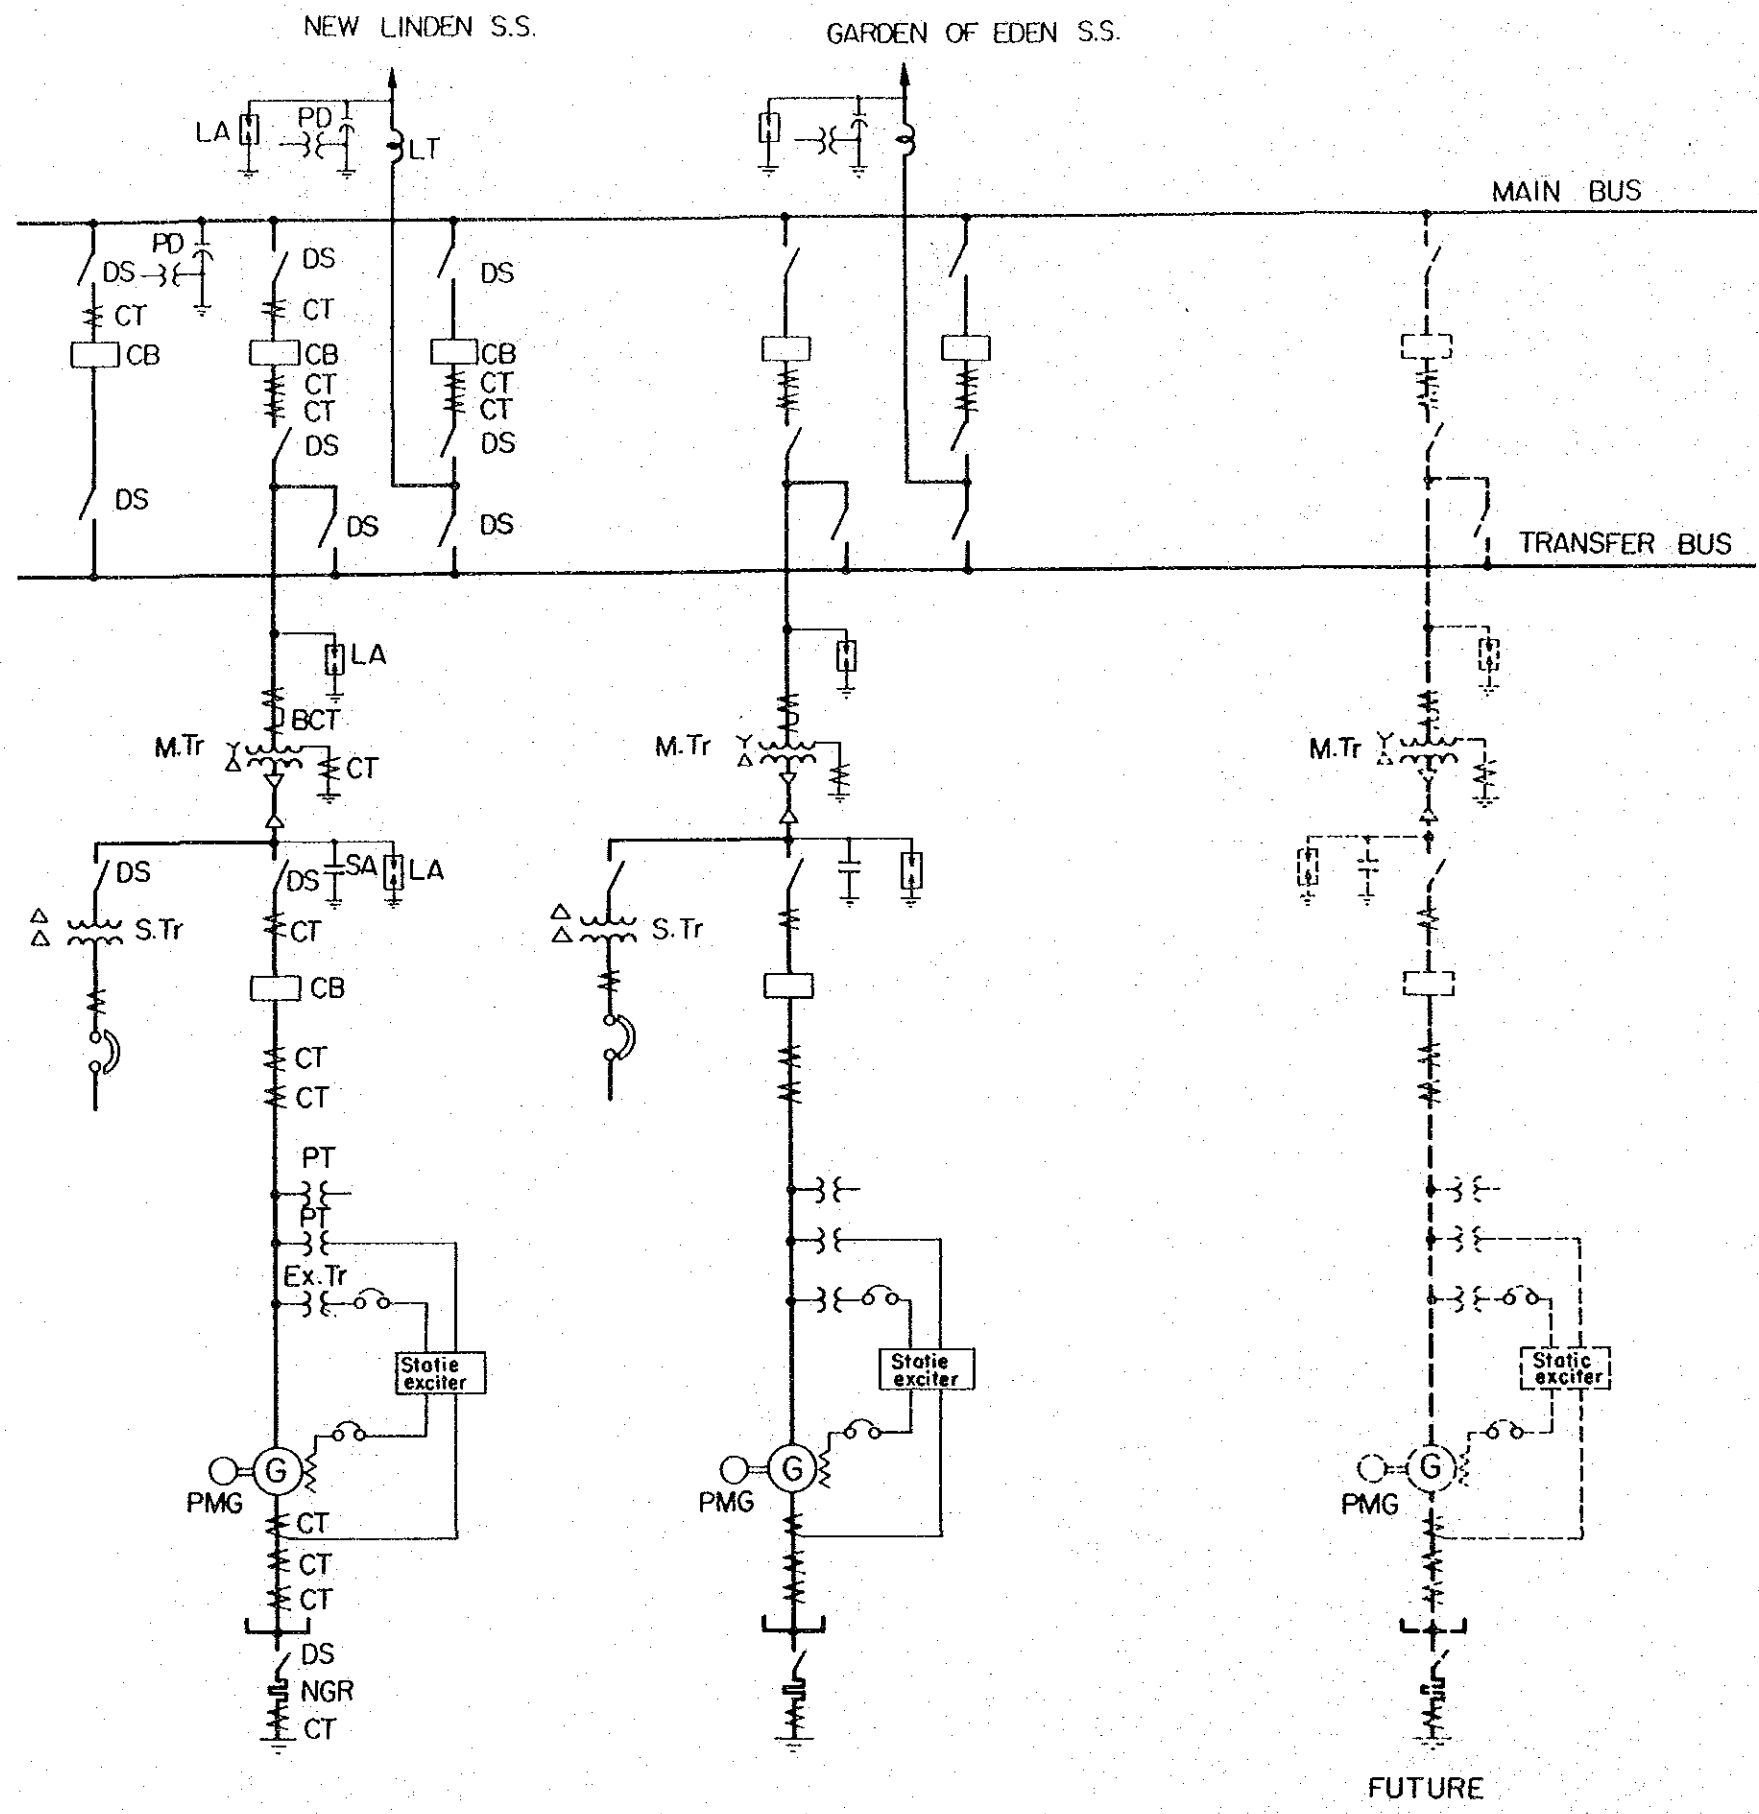 NEW LINDEN S.S.
GARDEN OF EDEN S.S.
LA
PD
LT
MAIN BUS
PD
DS
DS
DS
DS
CT
CT
CB
CB
CB
CT
CT
CT
CT
DS
DS
DS
DS
DS
TRANSFER BUS
LA
BCT
M.Tr
CT
M.Tr
M.Tr
DS
DS
SA
LA
S.Tr
CT
S.Tr
CB
CT
CT
PT
PT
Ex.Tr
Statie
exciter
Statie
exciter
Static
exciter
G
G
G
PMG
PMG
PMG
CT
CT
CT
DS
NGR
CT
FUTURE